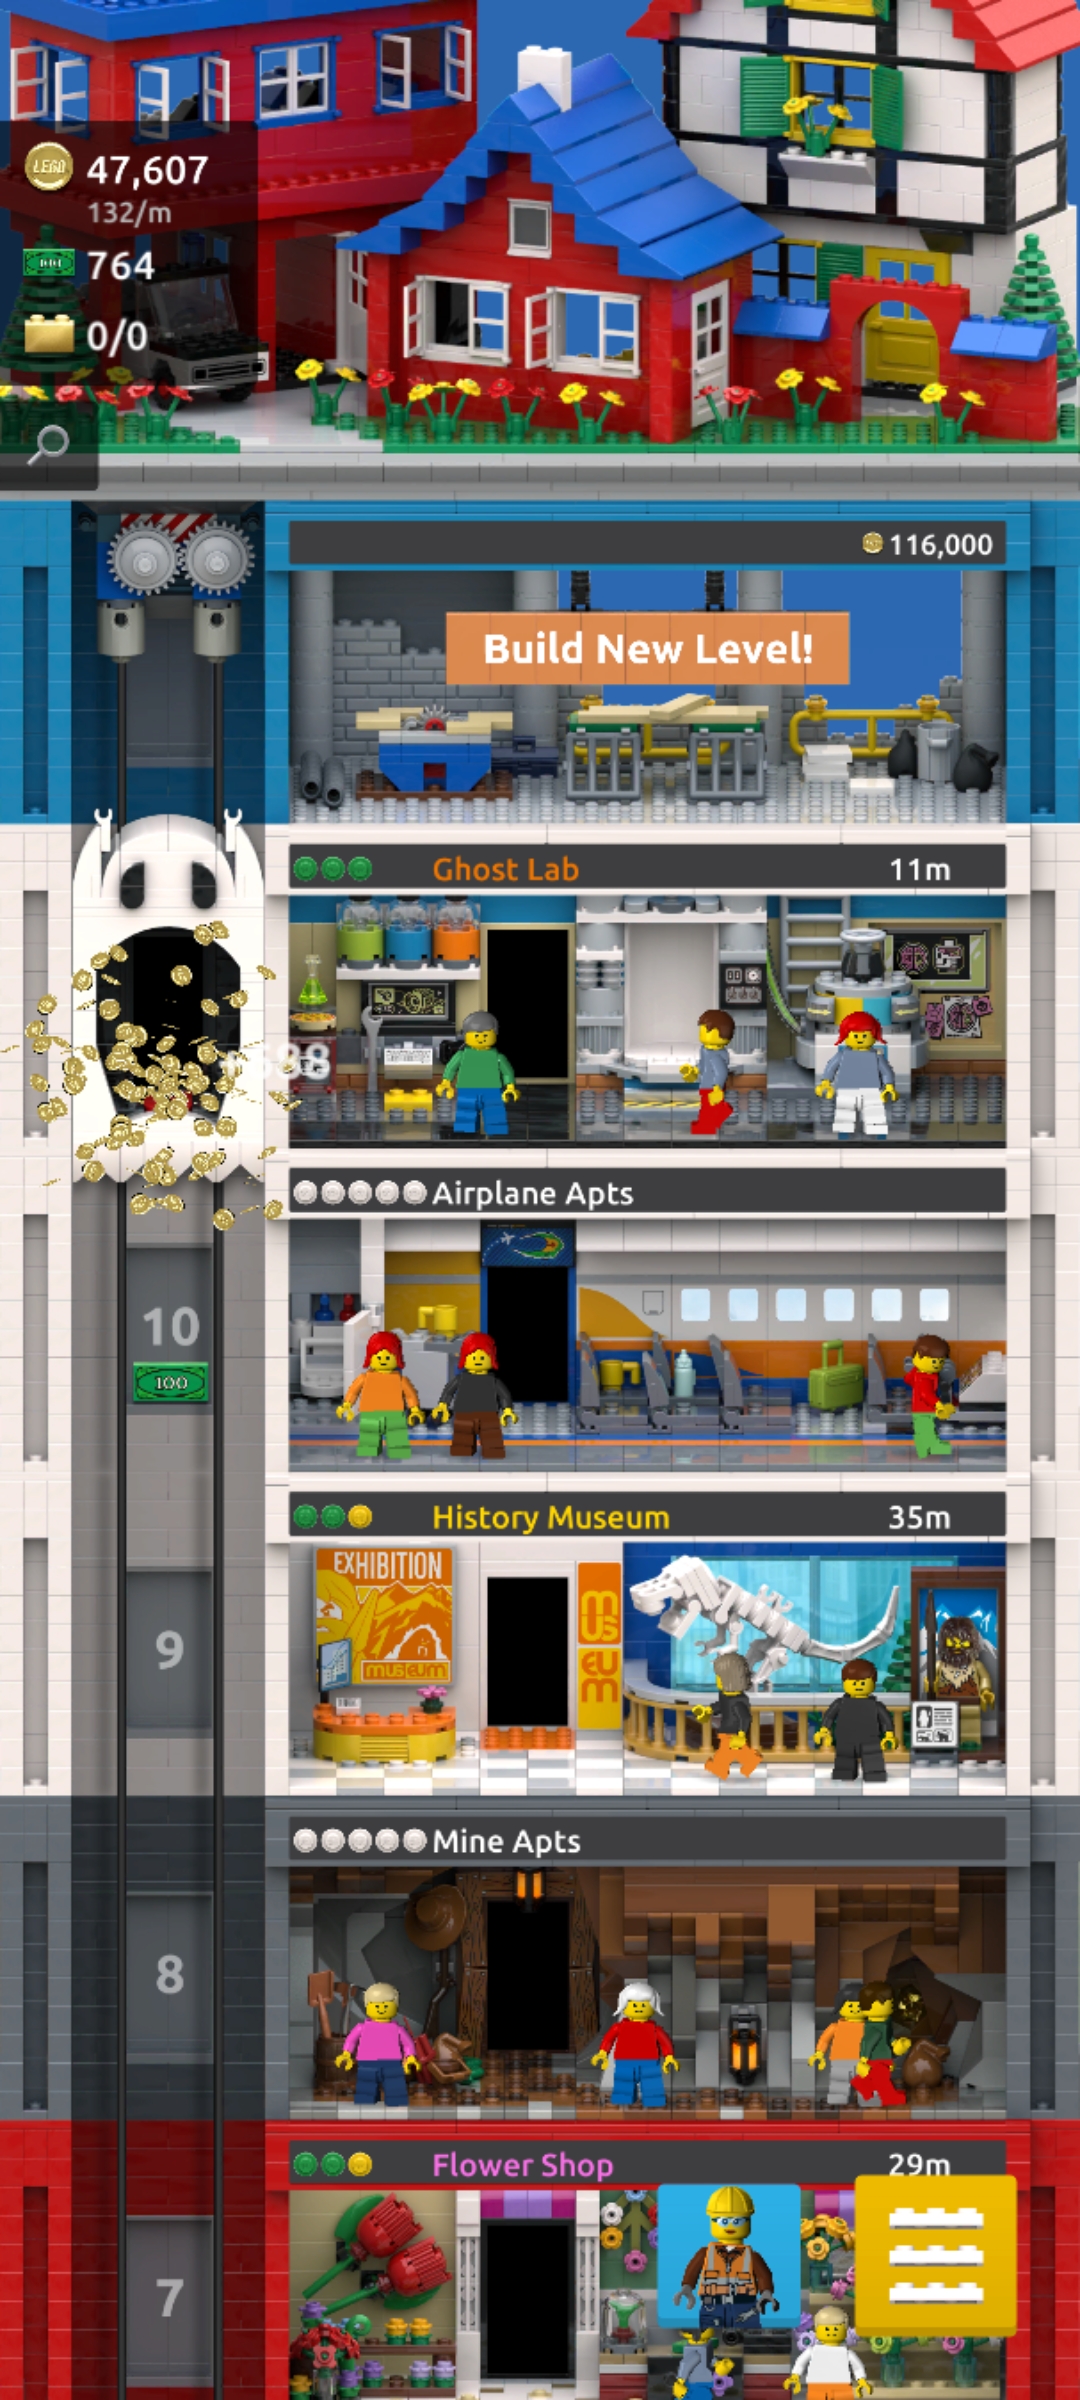 LEGO 47,607
132/m
764
0/0
116,000
Build New Level!
Ghost Lab 11m
Airplane Apts
10
100
History Museum 35m
EXHIBITION
museum
MUSEUM
9
Mine Apts
8
Flower Shop 29m
7